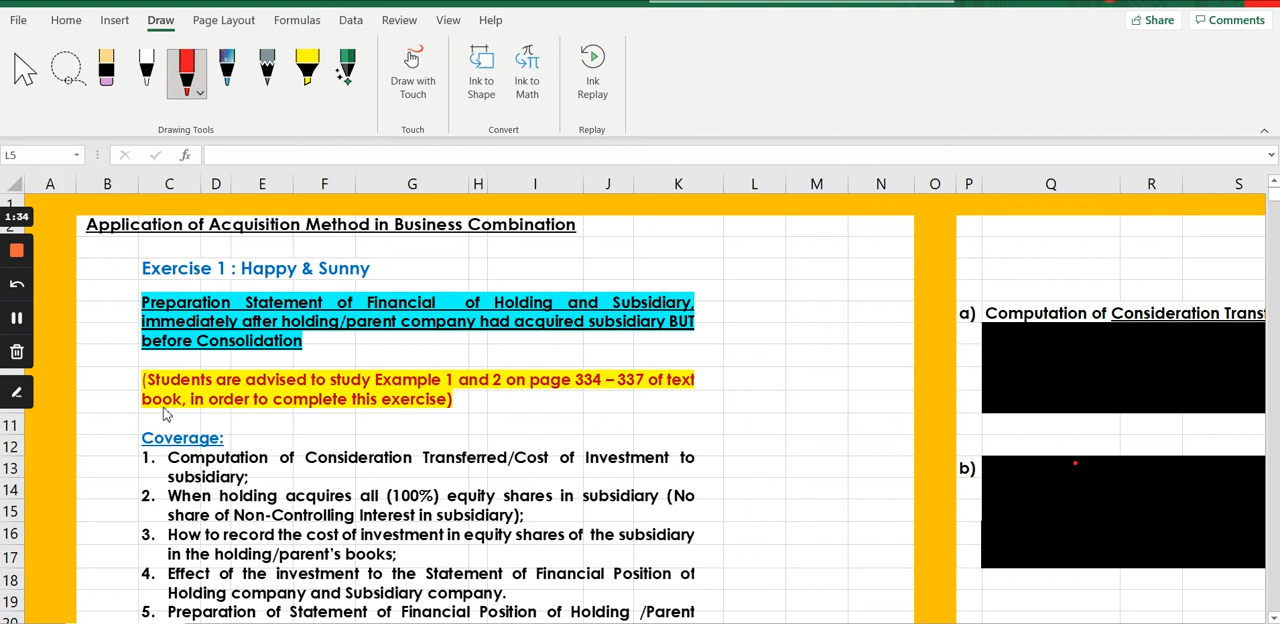 File Home Insert Draw Page Layout Formulas Data Review View Help Share Comments
Draw with Touch
Ink to Shape
Ink to Math
Ink Replay
Drawing Tools Touch Convert Replay
L5 fx
A B C D E F G H I J K L M N O P Q R S
1
1:34
2
Application of Acquisition Method in Business Combination
Exercise 1 : Happy & Sunny
Preparation Statement of Financial of Holding and Subsidiary,
immediately after holding/parent company had acquired subsidiary BUT
before Consolidation
(Students are advised to study Example 1 and 2 on page 334 – 337 of text
book, in order to complete this exercise)
Coverage:
1. Computation of Consideration Transferred/Cost of Investment to
subsidiary;
2. When holding acquires all (100%) equity shares in subsidiary (No
share of Non-Controlling Interest in subsidiary);
3. How to record the cost of investment in equity shares of the subsidiary
in the holding/parent's books;
4. Effect of the investment to the Statement of Financial Position of
Holding company and Subsidiary company.
5. Preparation of Statement of Financial Position of Holding /Parent
11
12
13
14
15
16
17
18
19
20
a) Computation of Consideration Trans
b)